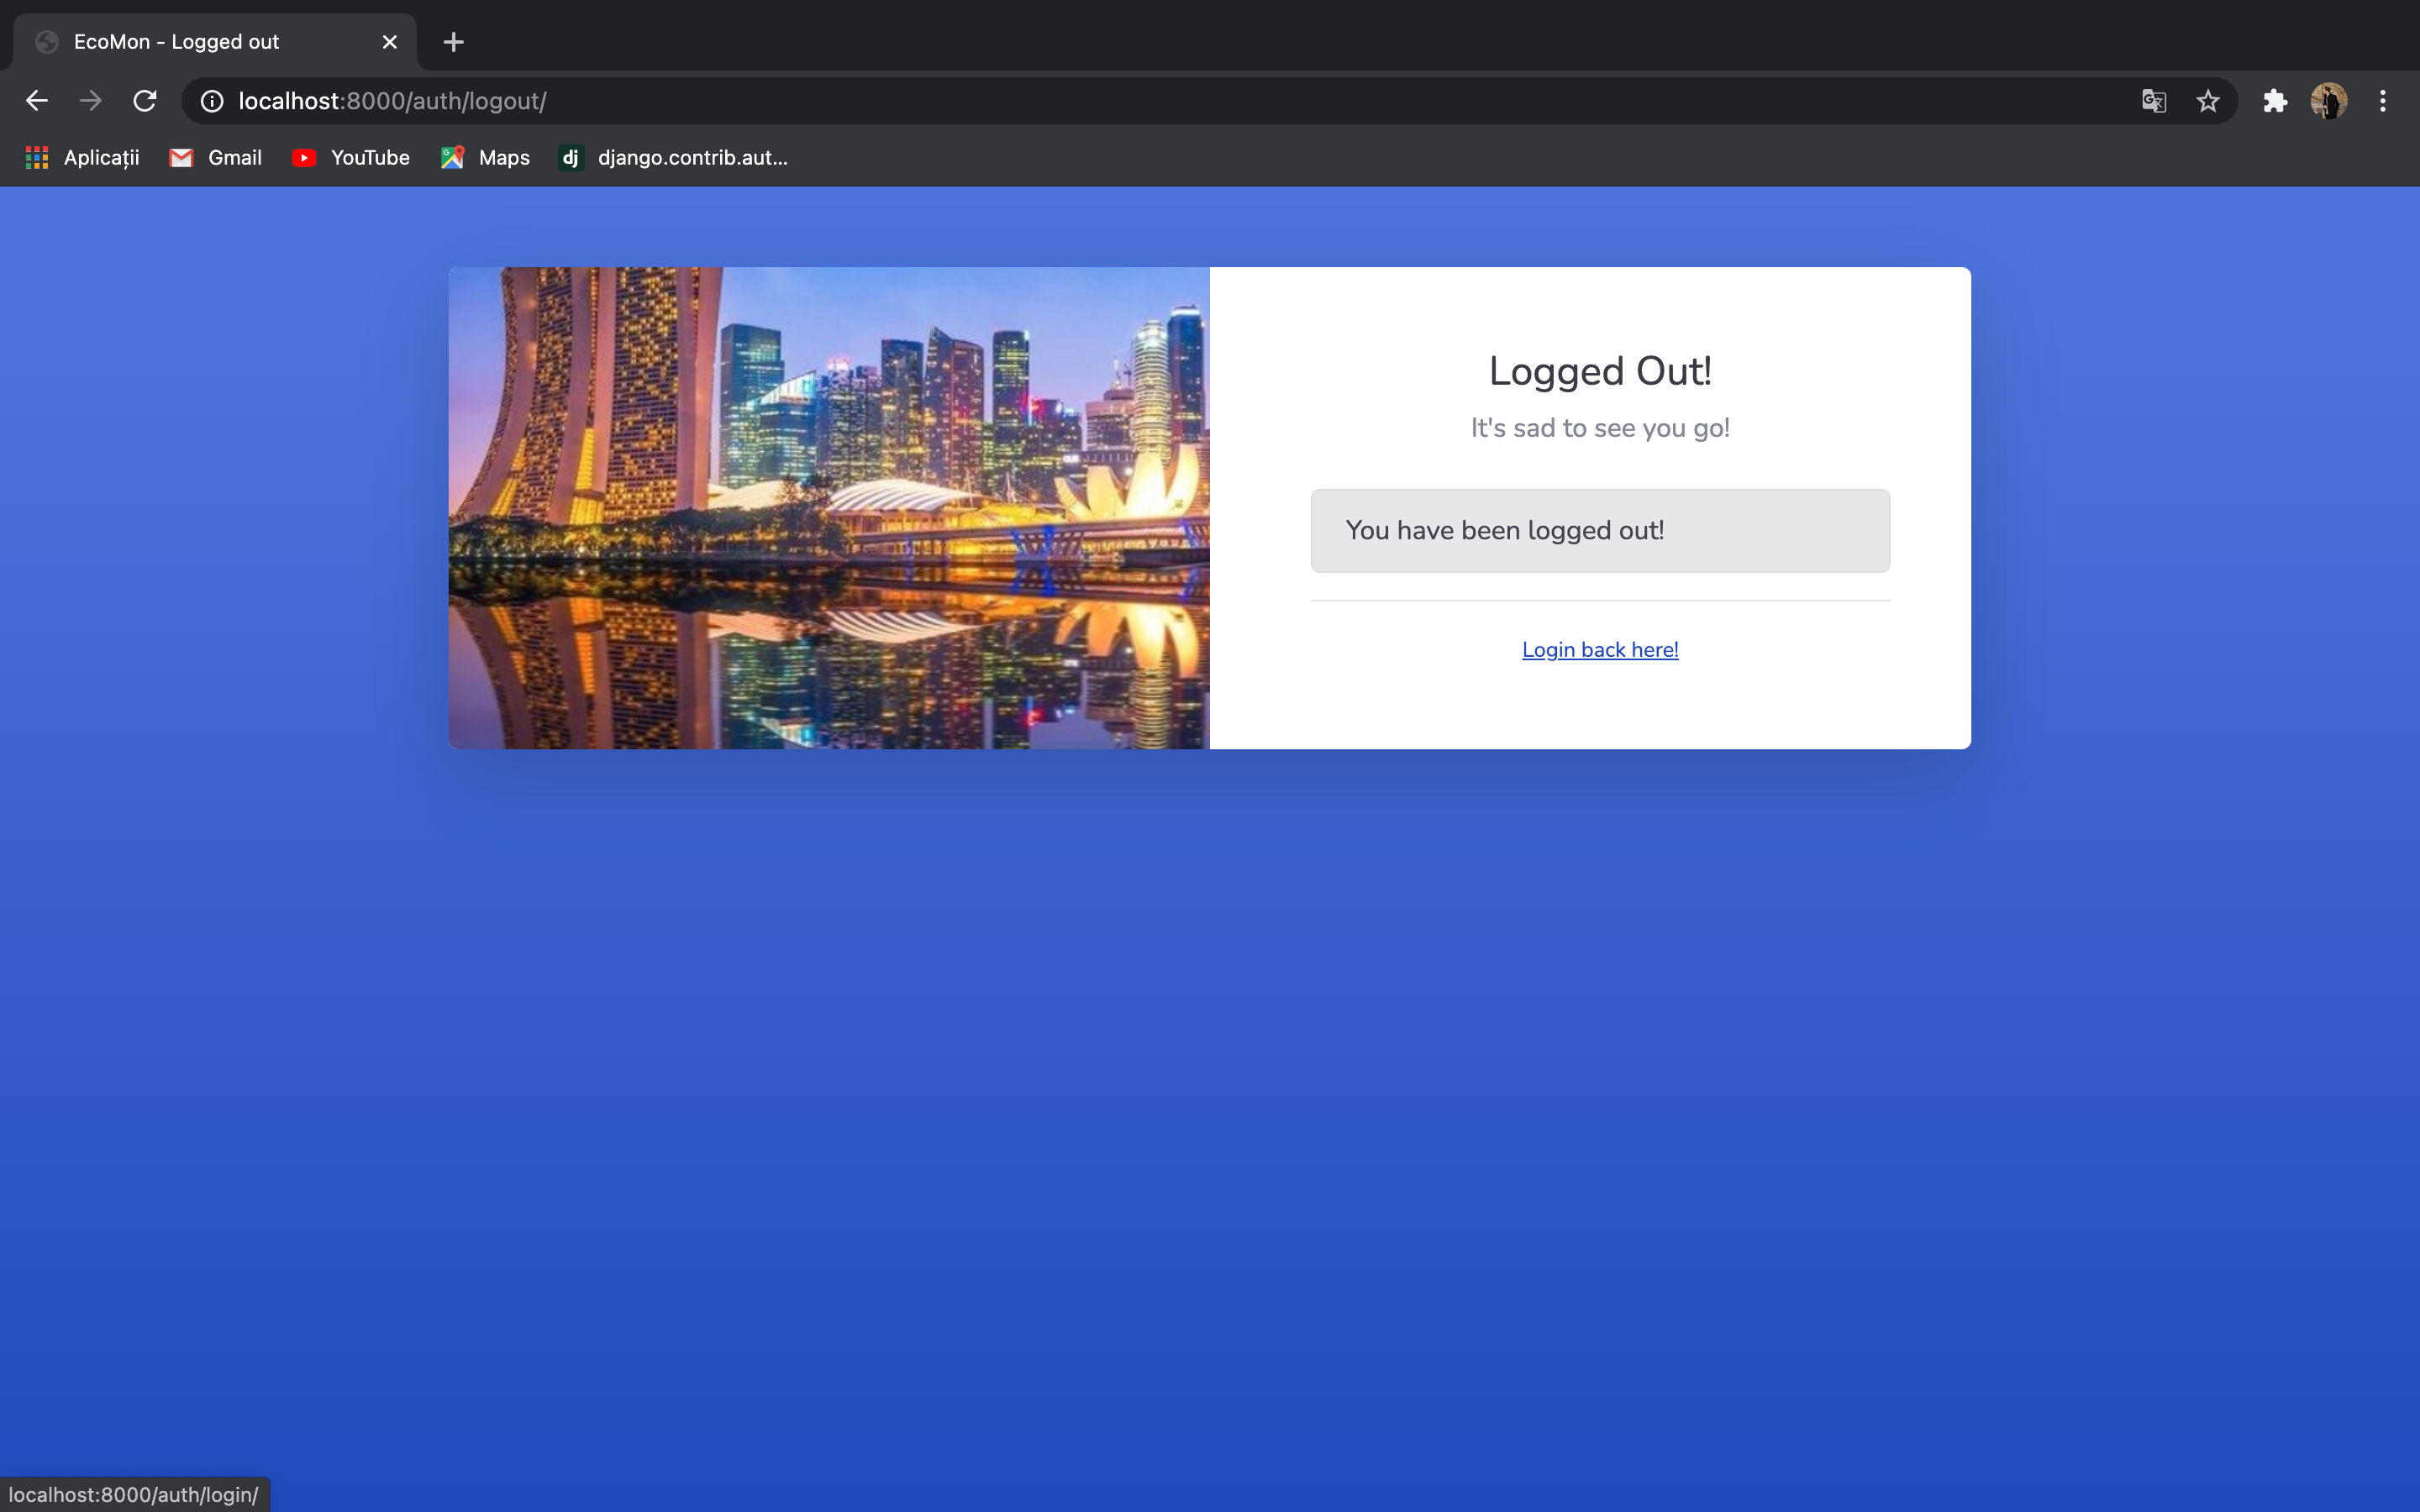 EcoMon - Logged out
localhost:8000/auth/logout/
Aplicații Gmail YouTube Maps dj django.contrib.aut...
Logged Out!
It's sad to see you go!
You have been logged out!
Login back here!
localhost:8000/auth/login/